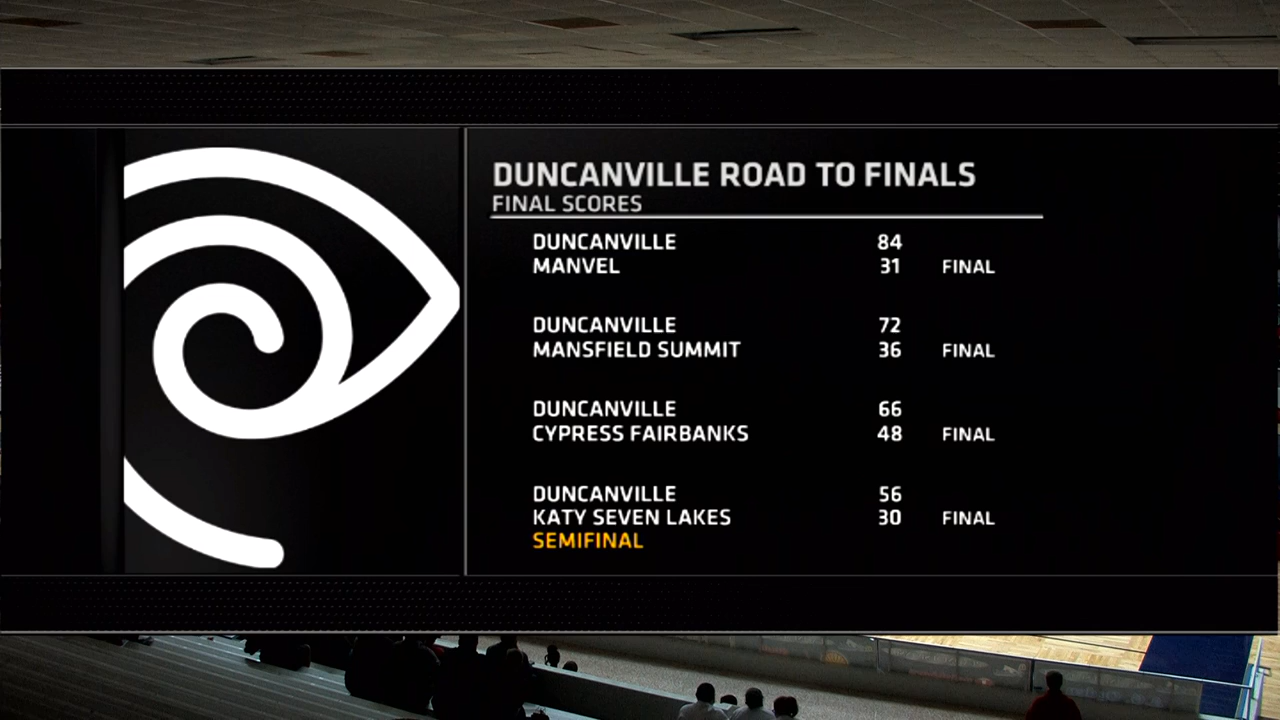 DUNCANVILLE ROAD TO FINALS
FINAL SCORES
DUNCANVILLE 84
MANVEL 31 FINAL
DUNCANVILLE 72
MANSFIELD SUMMIT 36 FINAL
DUNCANVILLE 66
CYPRESS FAIRBANKS 48 FINAL
DUNCANVILLE 56
KATY SEVEN LAKES 30 FINAL
SEMIFINAL